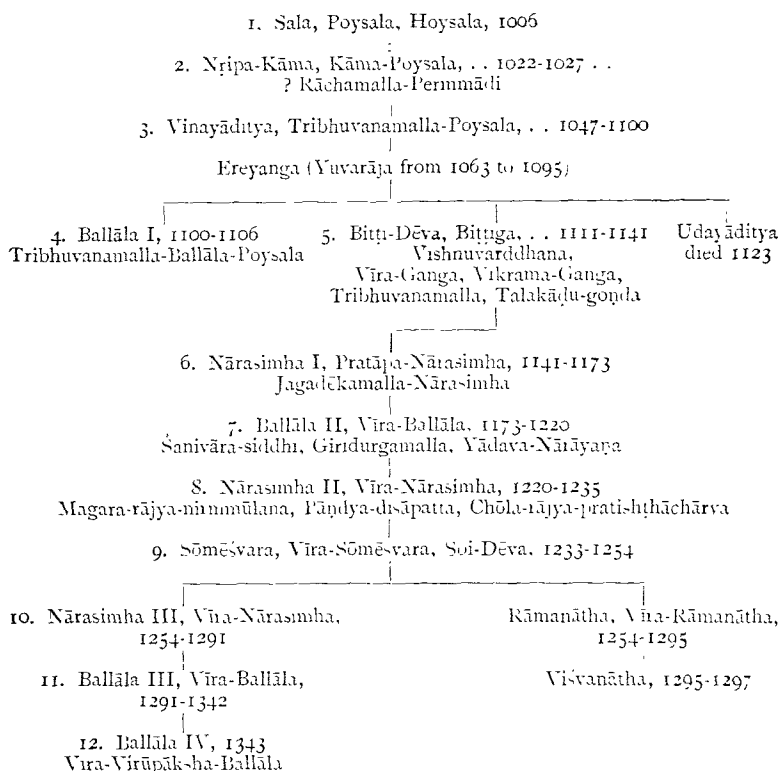 1. Sala, Poysala, Hoysala, 1006
2. Nṛipa-Kāma, Kāma-Poysala, . . 1022-1027 . .
? Rāchamalla-Permmādi
3. Vinayāditya, Tribhuvanamalla-Poysala, . . 1047-1100
Ereyanga (Yuvarāja from 1063 to 1095)
4. Ballāla I, 1100-1106
Tribhuvanamalla-Ballāla-Poysala
5. Biṭṭi-Dēva, Biṭṭiga, . . 1111-1141
Vishnuvarddhana,
Vīra-Ganga, Vikrama-Ganga,
Tribhuvanamalla, Talakāḍu-goṇḍa
Udayāditya
died 1123
6. Nārasimha I, Pratāpa-Nārasimha, 1141-1173
Jagadēkamalla-Nārasimha
7. Ballāla II, Vīra-Ballāla, 1173-1220
Śanivāra-siddhi, Giridurgamalla, Yādava-Nārāyaṇa
8. Nārasimha II, Vīra-Nārasimha, 1220-1235
Magara-rājya-nirmmūlana, Pāṇḍya-disāpatta, Chōla-rājya-pratishṭhāchārya
9. Sōmēśvara, Vīra-Sōmēśvara, Soi-Dēva, 1233-1254
10. Nārasimha III, Vīra-Nārasimha,
1254-1291
Rāmanātha, Vīra-Rāmanātha,
1254-1295
11. Ballāla III, Vīra-Ballāla,
1291-1342
Viśvanātha, 1295-1297
12. Ballāla IV, 1343
Vīra-Virūpāksha-Ballāla